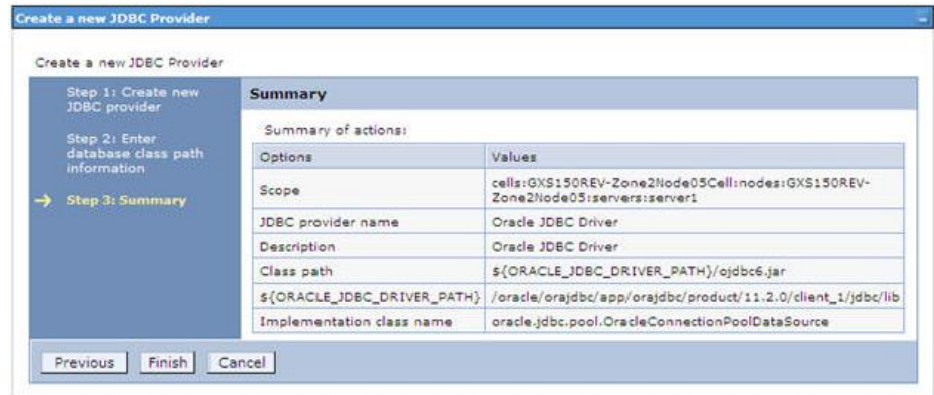 Create a new JDBC Provider
Create a new JDBC Provider
Step 1: Create new
JDBC provider
Step 2: Enter
database class path
information
Step 3: Summary
Summary
Summary of actions:
Options Values
Scope cells:GXS150REV-Zone2Node05Cell:nodes:GXS150REV-
Zone2Node05:servers:server1
JDBC provider name Oracle JDBC Driver
Description Oracle JDBC Driver
Class path ${ORACLE_JDBC_DRIVER_PATH}/ojdbc6.jar
${ORACLE_JDBC_DRIVER_PATH} /oracle/orajdbc/app/orajdbc/product/11.2.0/client_1/jdbc/lib
Implementation class name oracle.jdbc.pool.OracleConnectionPoolDataSource
Previous Finish Cancel